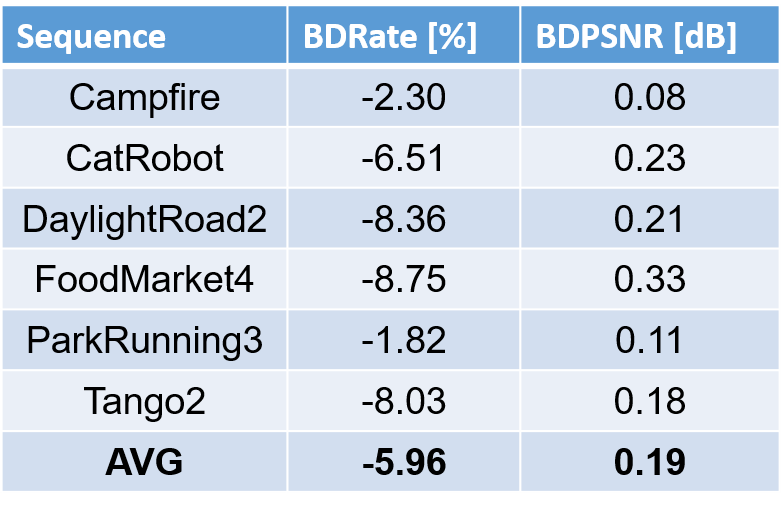 Sequence BDRate [%] BDPSNR [dB]
Campfire -2.30 0.08
CatRobot -6.51 0.23
DaylightRoad2 -8.36 0.21
FoodMarket4 -8.75 0.33
ParkRunning3 -1.82 0.11
Tango2 -8.03 0.18
AVG -5.96 0.19